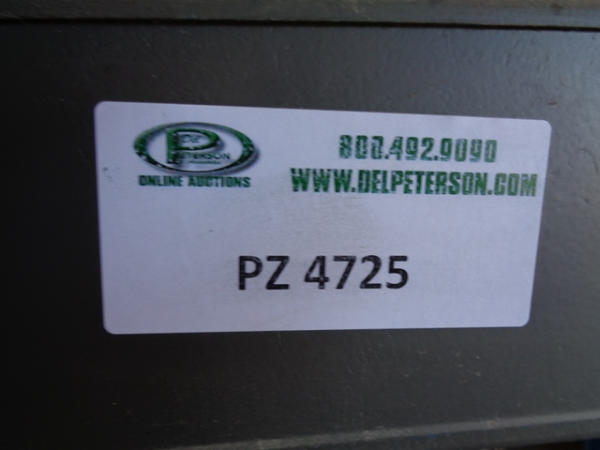 Del
PETERSON
ONLINE AUCTIONS
800.492.9090
WWW.DELPETERSON.COM
PZ 4725